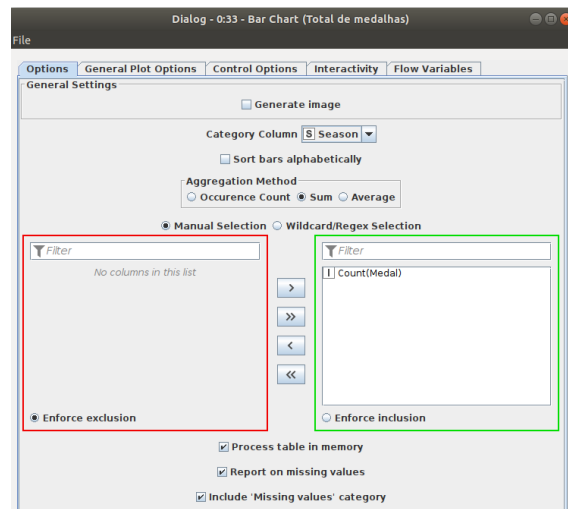 Dialog - 0:33 - Bar Chart (Total de medalhas)
File
Options General Plot Options Control Options Interactivity Flow Variables
General Settings
Generate image
Category Column S Season
Sort bars alphabetically
Aggregation Method
Occurence Count Sum Average
Manual Selection Wildcard/Regex Selection
Filter
No columns in this list
Enforce exclusion
>
>>
<
<<
Filter
I Count(Medal)
Enforce inclusion
Process table in memory
Report on missing values
Include 'Missing values' category